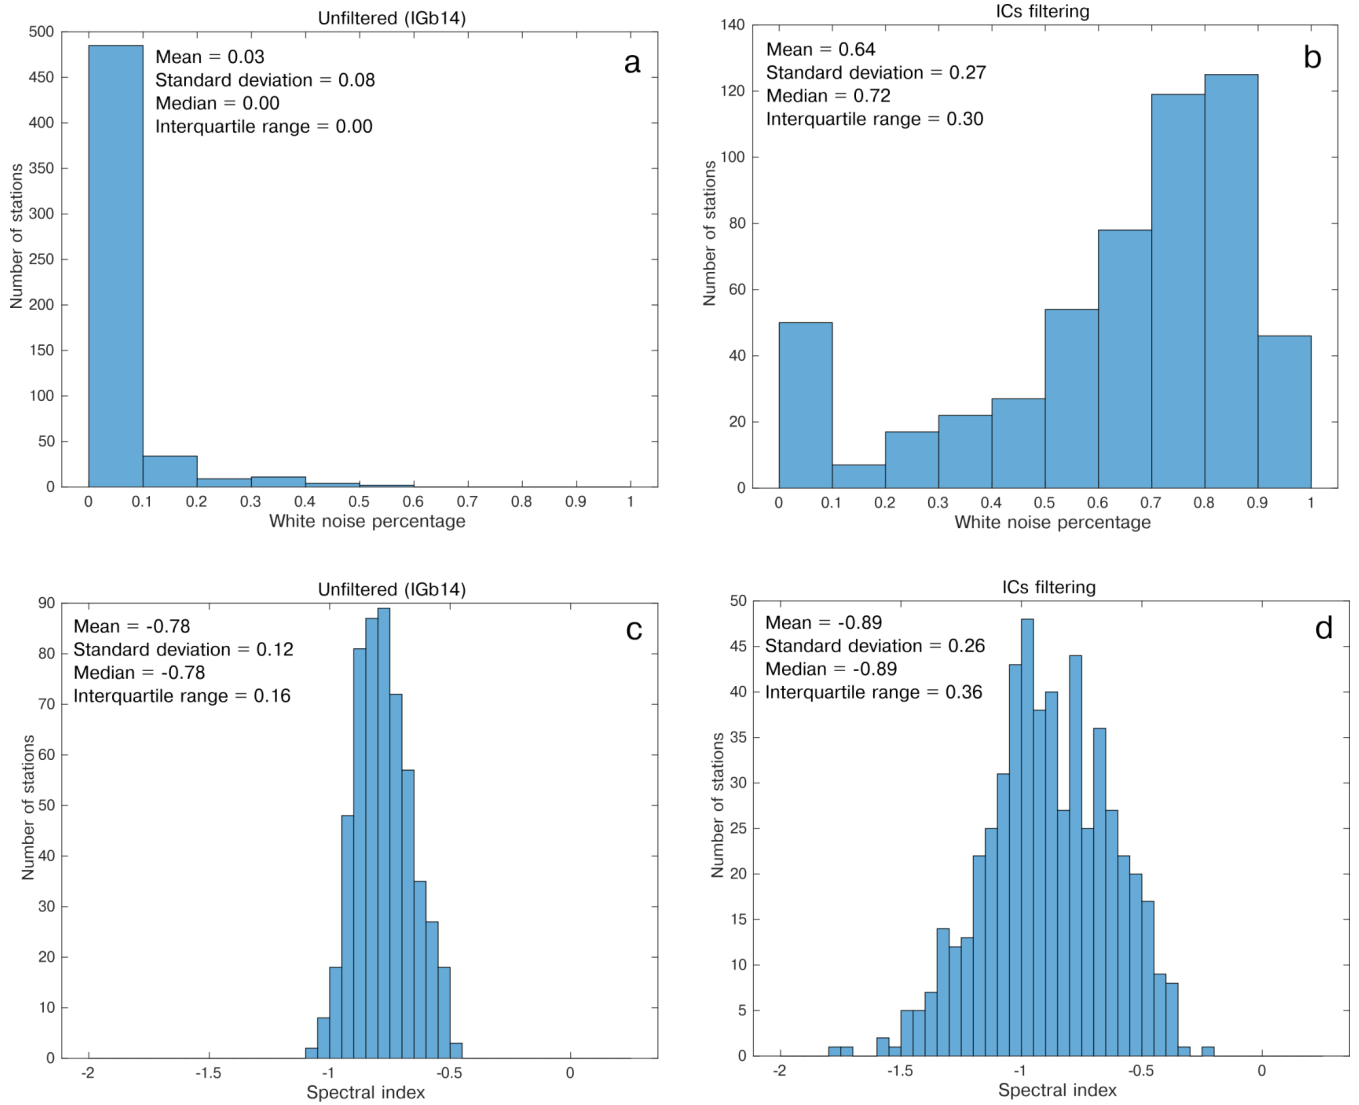 Unfiltered (IGb14)
a
Mean = 0.03
Standard deviation = 0.08
Median = 0.00
Interquartile range = 0.00
500
450
400
350
300
250
200
150
100
50
0
Number of stations
0 0.1 0.2 0.3 0.4 0.5 0.6 0.7 0.8 0.9 1
White noise percentage
ICs filtering
b
Mean = 0.64
Standard deviation = 0.27
Median = 0.72
Interquartile range = 0.30
140
120
100
80
60
40
20
0
Number of stations
0 0.1 0.2 0.3 0.4 0.5 0.6 0.7 0.8 0.9 1
White noise percentage
Unfiltered (IGb14)
c
Mean = -0.78
Standard deviation = 0.12
Median = -0.78
Interquartile range = 0.16
90
80
70
60
50
40
30
20
10
0
Number of stations
-2 -1.5 -1 -0.5 0
Spectral index
ICs filtering
d
Mean = -0.89
Standard deviation = 0.26
Median = -0.89
Interquartile range = 0.36
50
45
40
35
30
25
20
15
10
5
0
Number of stations
-2 -1.5 -1 -0.5 0
Spectral index